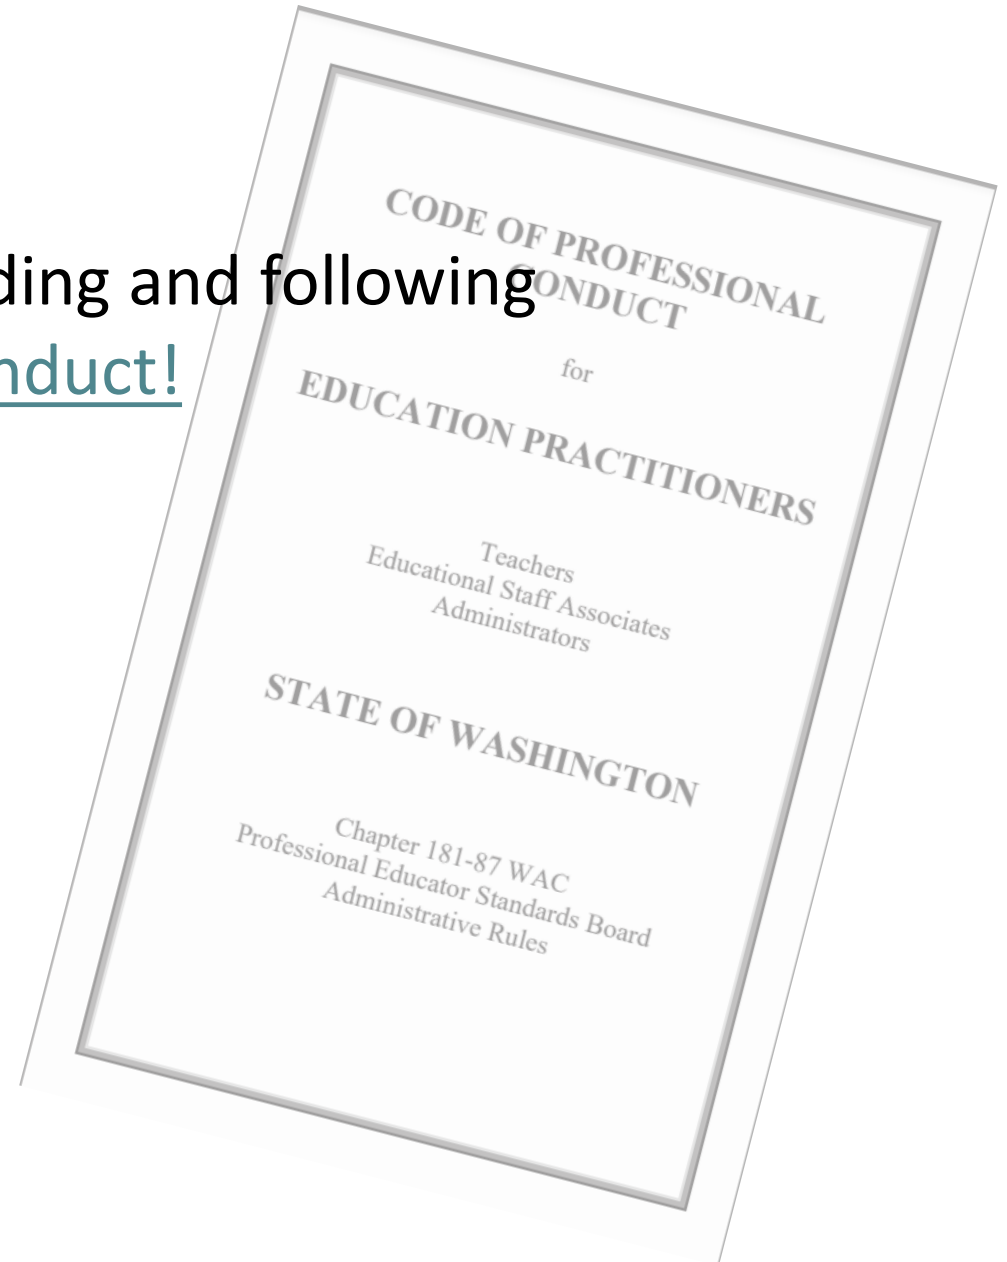 ding and following
nduct!
CODE OF PROFESSIONAL
CONDUCT
for
EDUCATION PRACTITIONERS
Teachers
Educational Staff Associates
Administrators
STATE OF WASHINGTON
Chapter 181-87 WAC
Professional Educator Standards Board
Administrative Rules